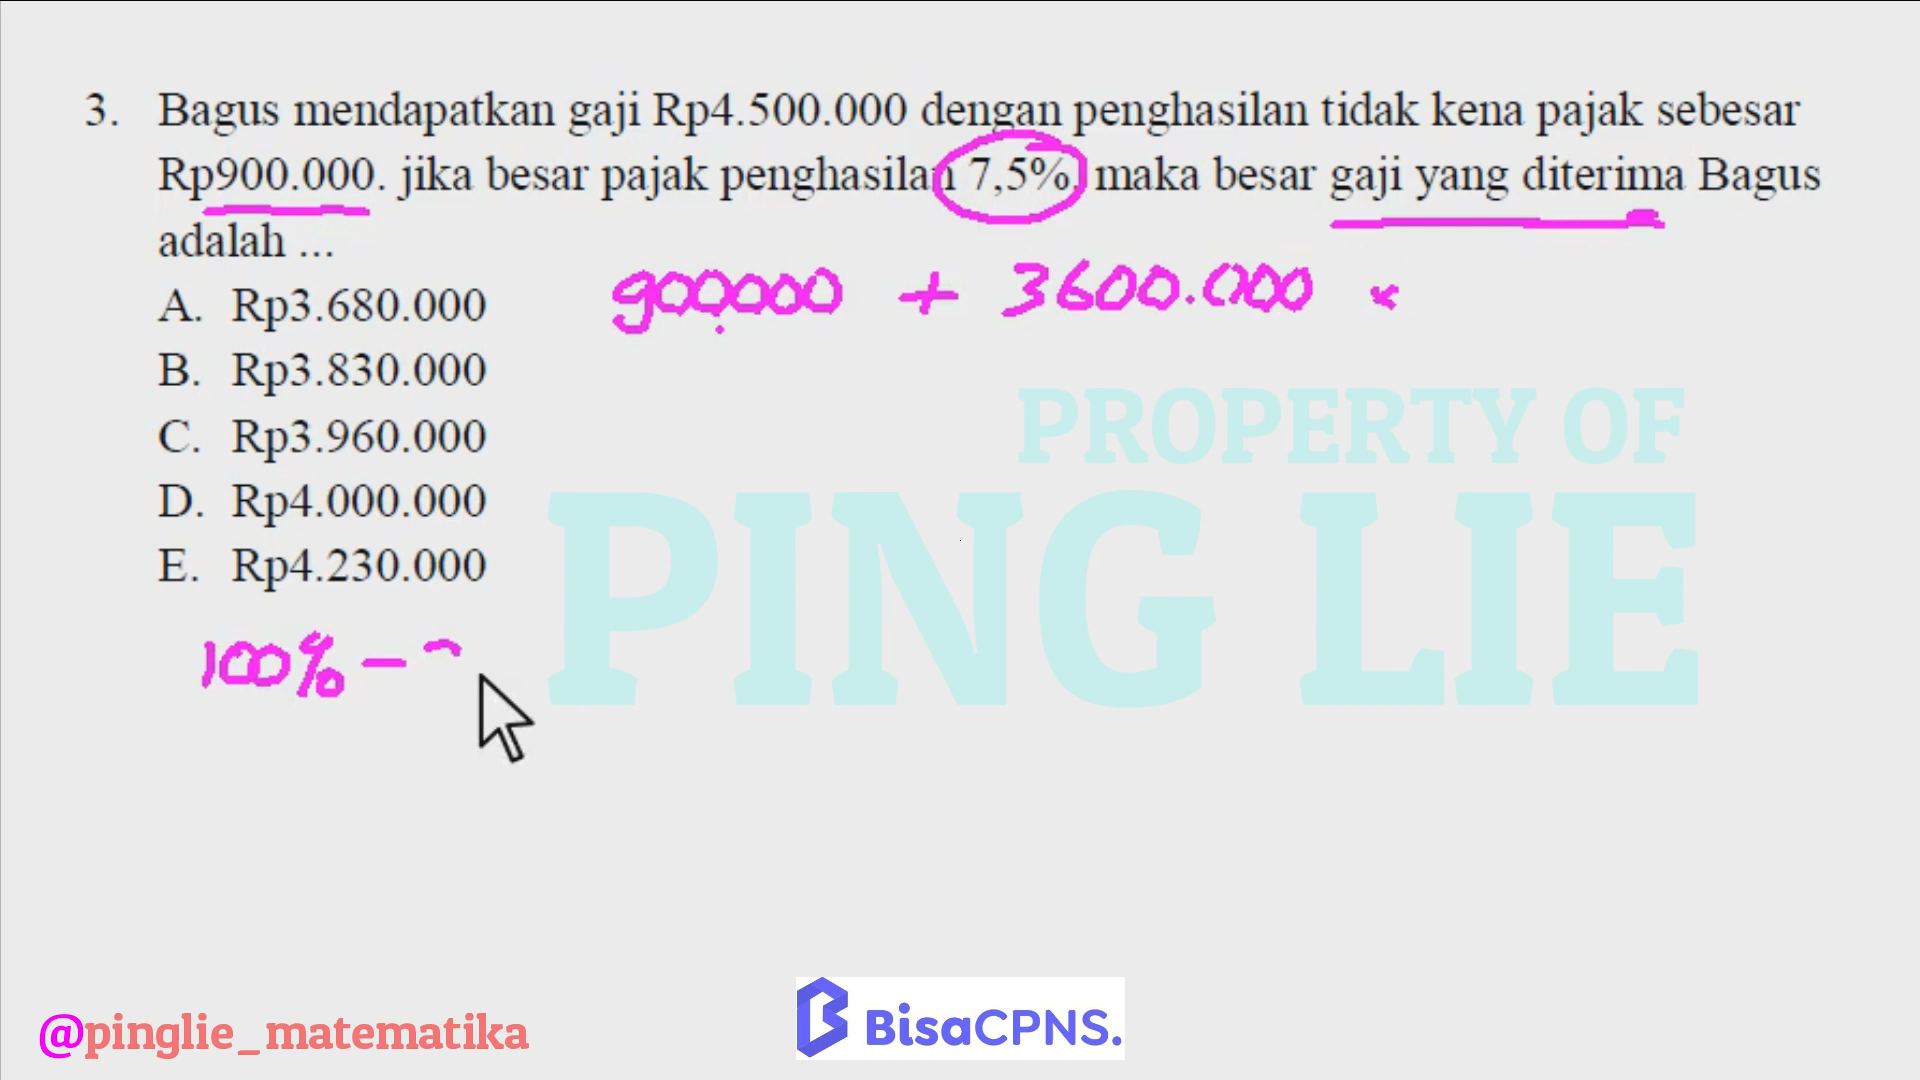 3. Bagus mendapatkan gaji Rp4.500.000 dengan penghasilan tidak kena pajak sebesar
Rp900.000. jika besar pajak penghasilan 7,5% maka besar gaji yang diterima Bagus
adalah ...
900.000 + 3600.000 ×
A. Rp3.680.000
B. Rp3.830.000
C. Rp3.960.000
D. Rp4.000.000
E. Rp4.230.000
100% –
PROPERTY OF
PING LIE
@pinglie_matematika
BisaCPNS.